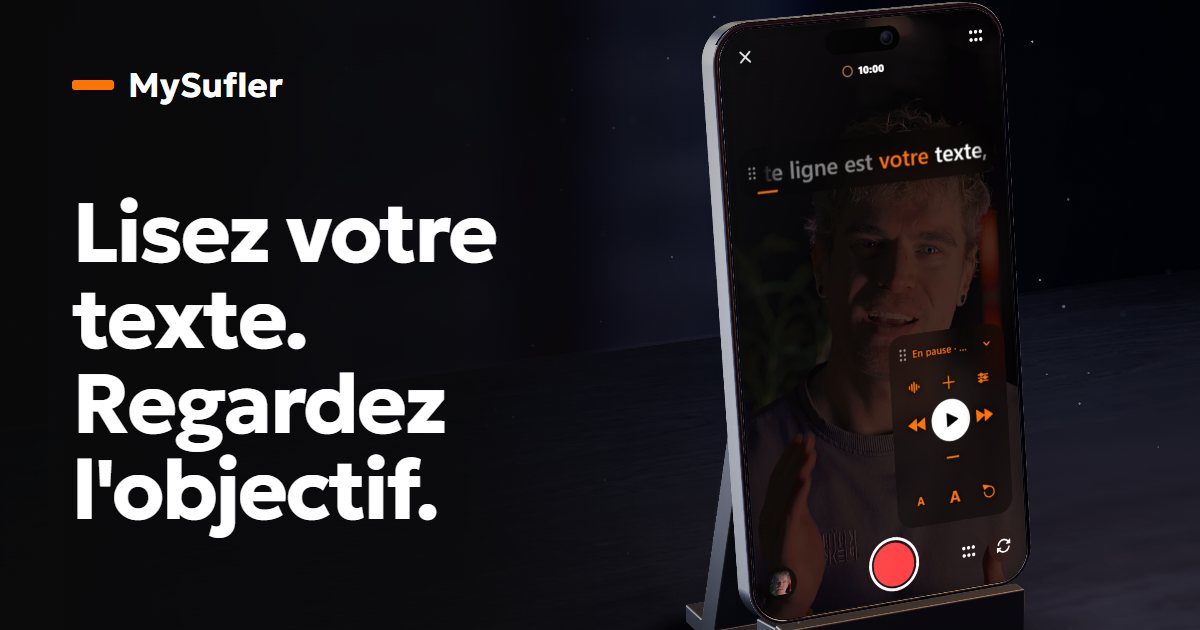 MySufler
Lisez votre
texte.
Regardez
l'objectif.
10:00
te ligne est votre texte,
En pause · ...
A A